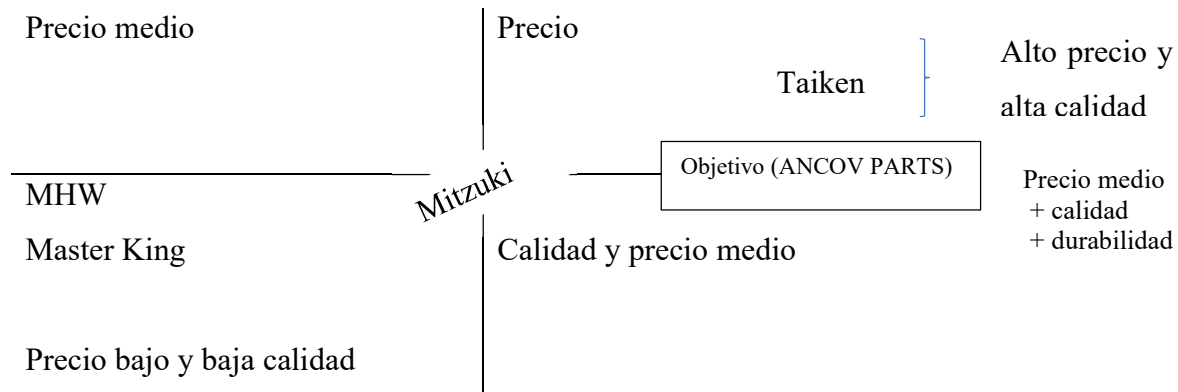 Precio medio
Precio
Taiken
Alto precio y
alta calidad
Objetivo (ANCOV PARTS)
Mitzuki
MHW
Precio medio
+ calidad
+ durabilidad
Master King
Calidad y precio medio
Precio bajo y baja calidad